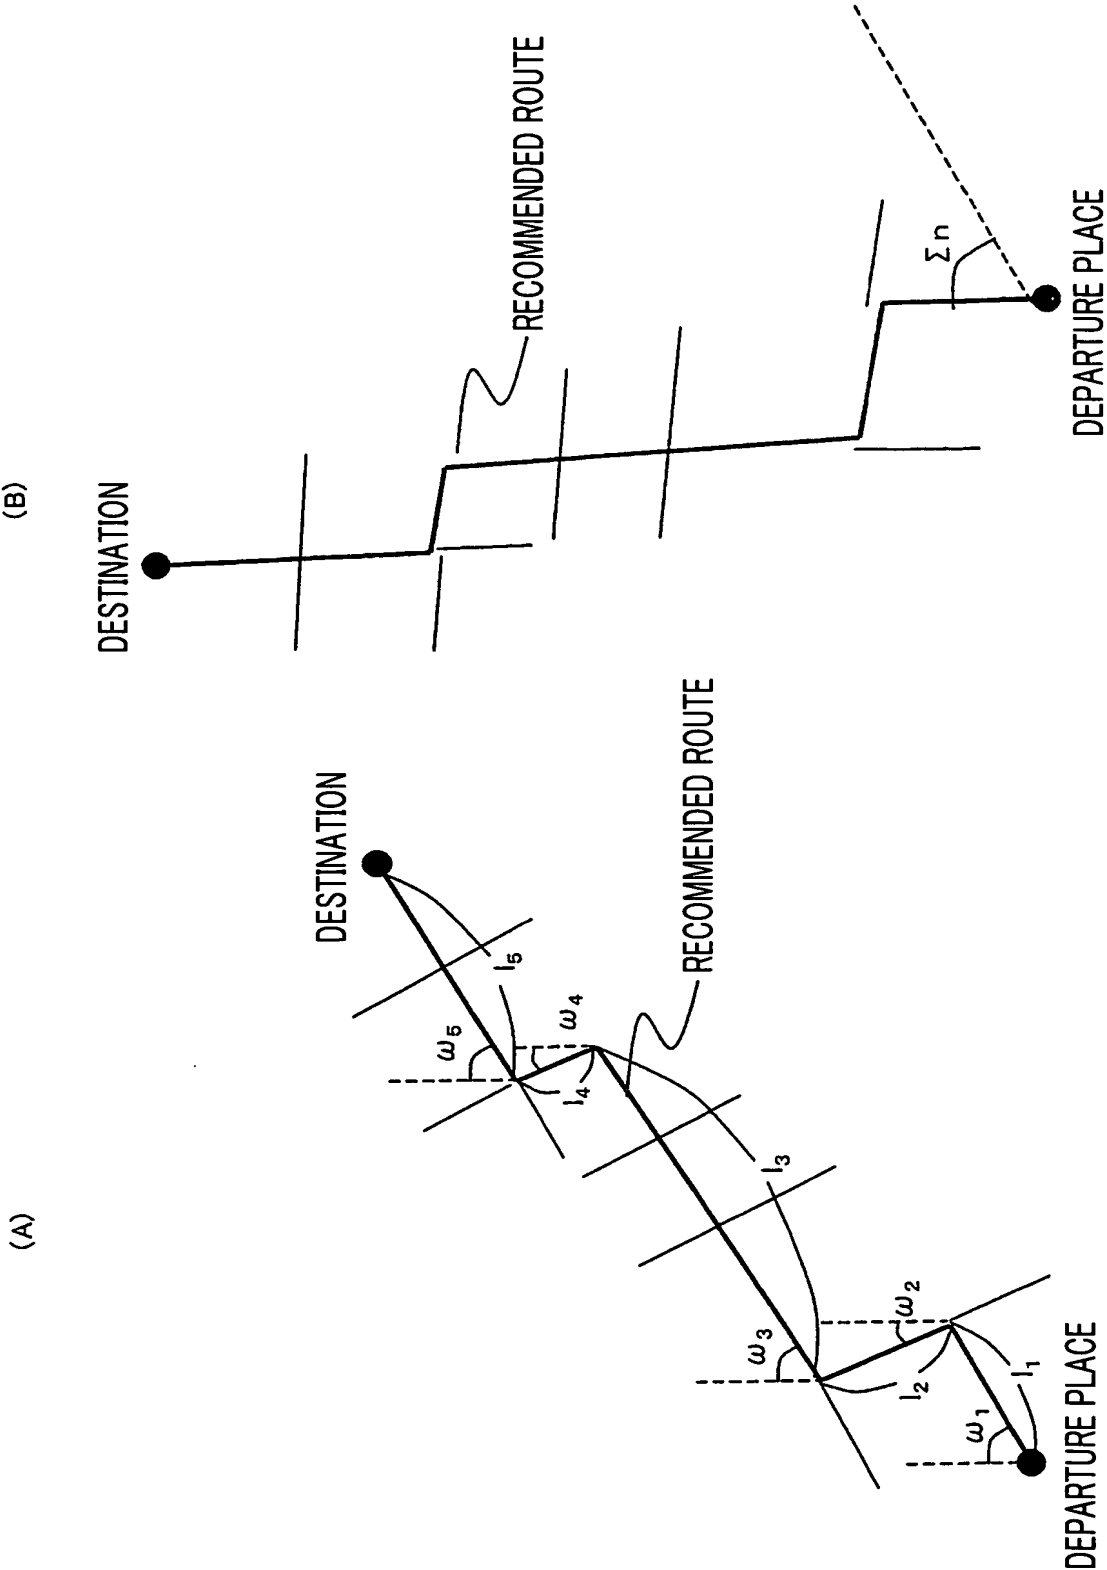 (A)
DESTINATION
ω5
l5
ω4
l4
RECOMMENDED ROUTE
l3
ω3
ω2
l2
ω1
l1
DEPARTURE PLACE
(B)
DESTINATION
RECOMMENDED ROUTE
Σn
DEPARTURE PLACE